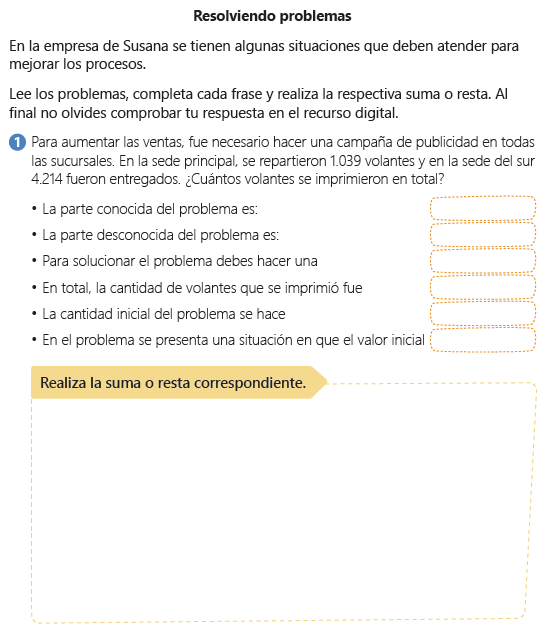 Resolviendo problemas
En la empresa de Susana se tienen algunas situaciones que deben atender para
mejorar los procesos.
Lee los problemas, completa cada frase y realiza la respectiva suma o resta. Al
final no olvides comprobar tu respuesta en el recurso digital.
1 Para aumentar las ventas, fue necesario hacer una campaña de publicidad en todas
las sucursales. En la sede principal, se repartieron 1.039 volantes y en la sede del sur
4.214 fueron entregados. ¿Cuántos volantes se imprimieron en total?
• La parte conocida del problema es:
• La parte desconocida del problema es:
• Para solucionar el problema debes hacer una
• En total, la cantidad de volantes que se imprimió fue
• La cantidad inicial del problema se hace
• En el problema se presenta una situación en que el valor inicial
Realiza la suma o resta correspondiente.